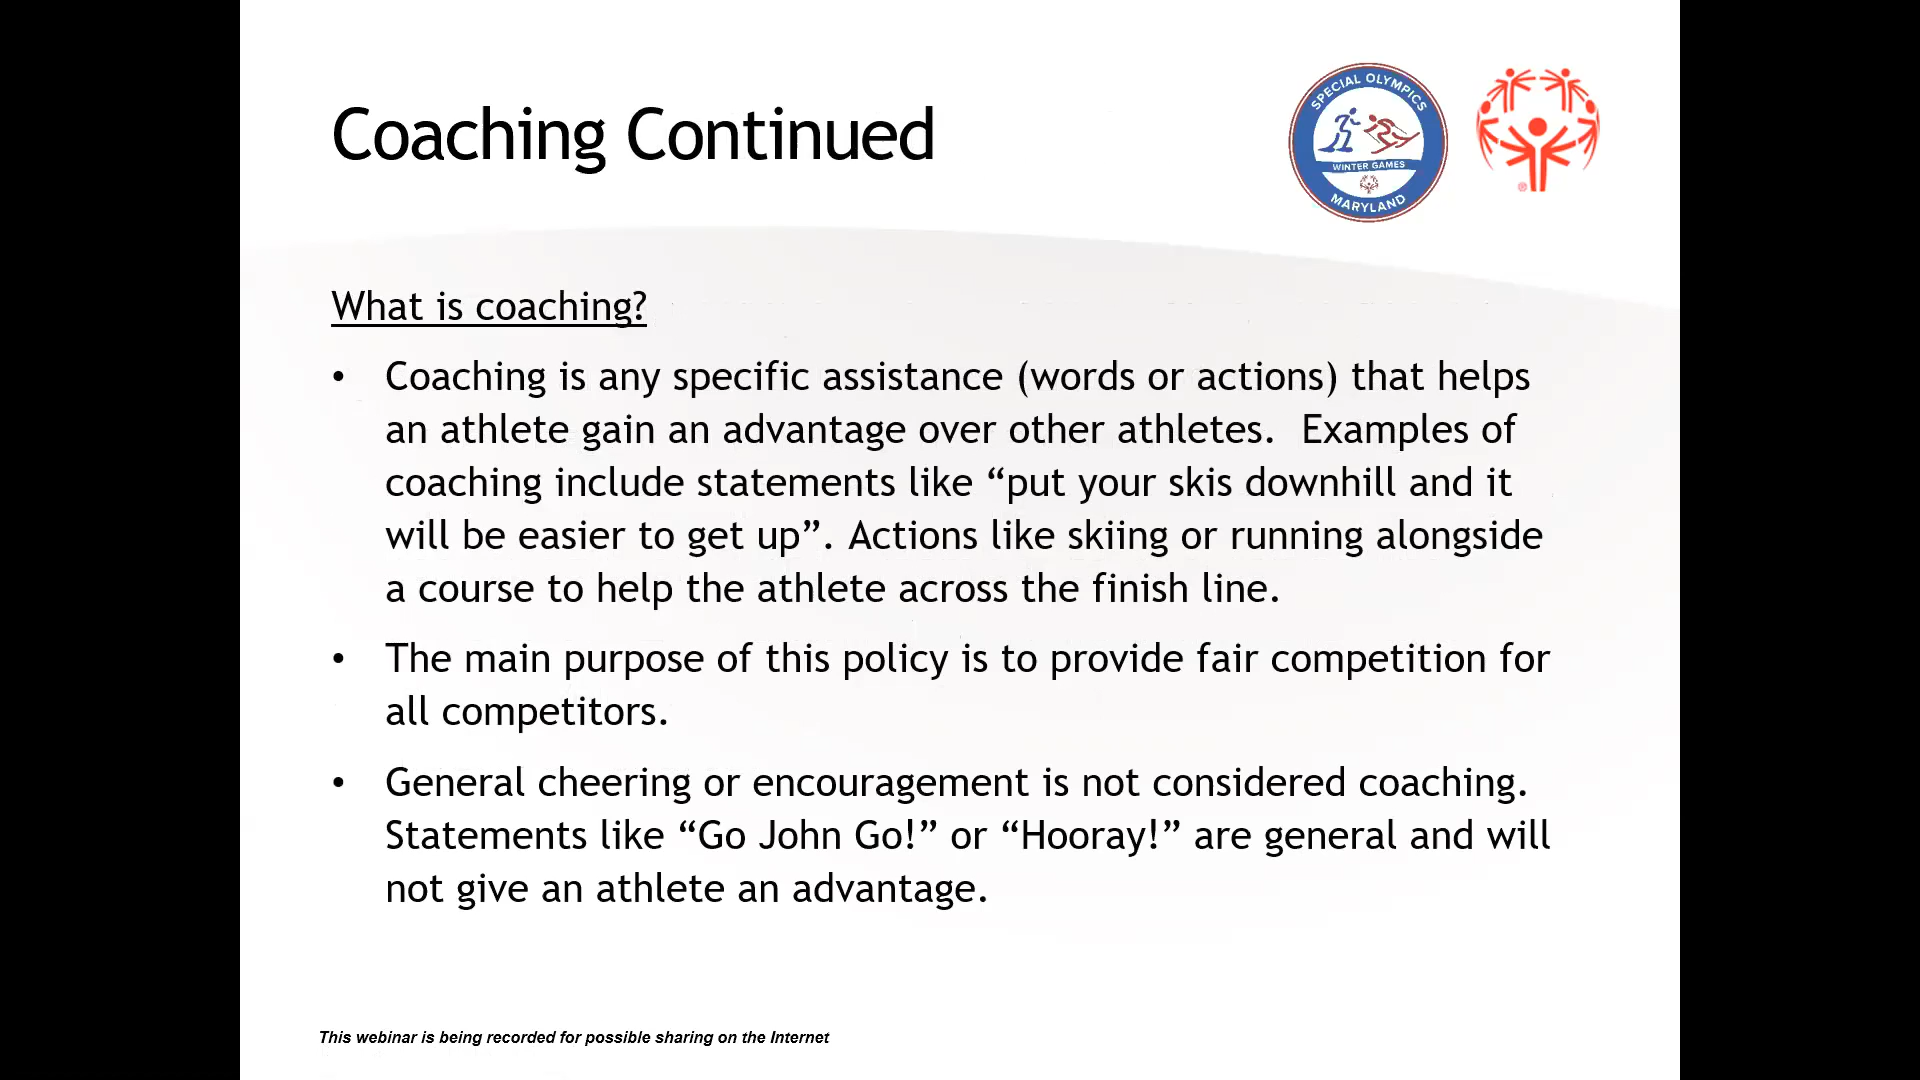 Coaching Continued
SPECIAL OLYMPICS
WINTER GAMES
MARYLAND
®
What is coaching?
• Coaching is any specific assistance (words or actions) that helps
an athlete gain an advantage over other athletes.  Examples of
coaching include statements like “put your skis downhill and it
will be easier to get up”. Actions like skiing or running alongside
a course to help the athlete across the finish line.
• The main purpose of this policy is to provide fair competition for
all competitors.
• General cheering or encouragement is not considered coaching.
Statements like “Go John Go!” or “Hooray!” are general and will
not give an athlete an advantage.
This webinar is being recorded for possible sharing on the Internet